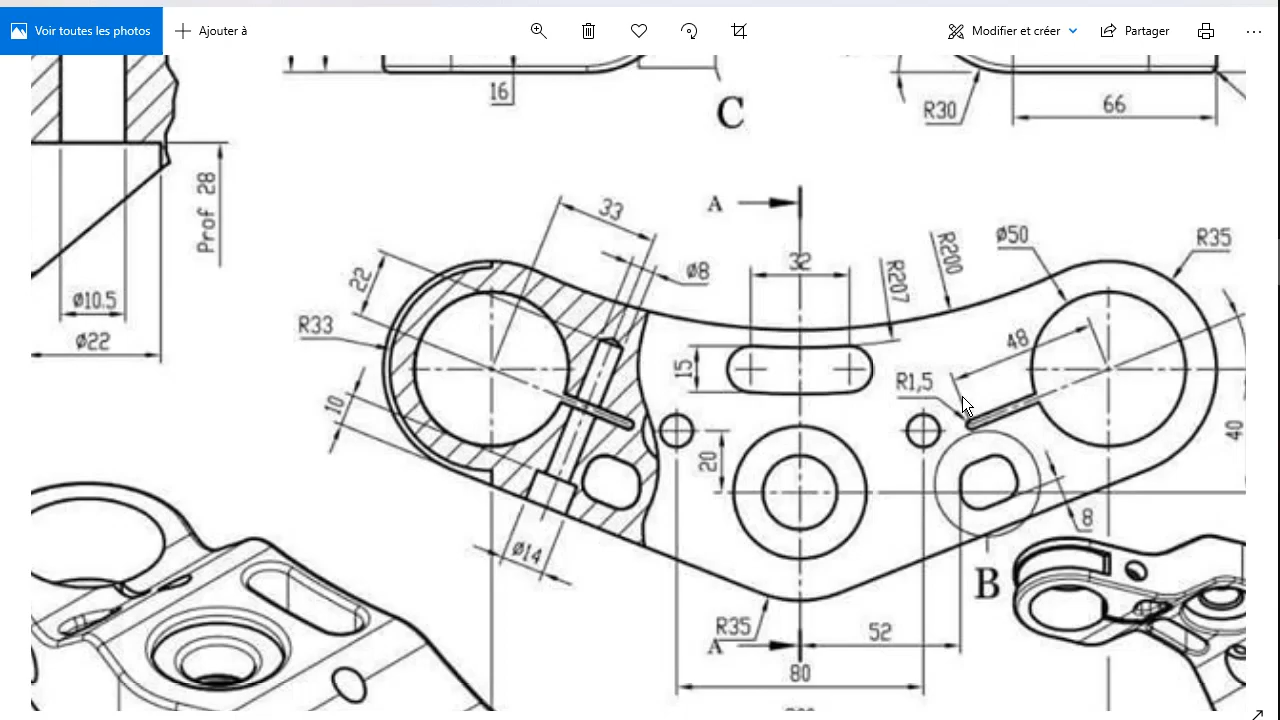 Voir toutes les photos
Ajouter à
Modifier et créer
Partager
16
C
R30
66
Prof 28
Ø10.5
Ø22
33
A
22
Ø8
32
R207
R200
Ø50
R35
R33
48
15
R1,5
10
40
20
8
Ø14
B
R35
A
52
80